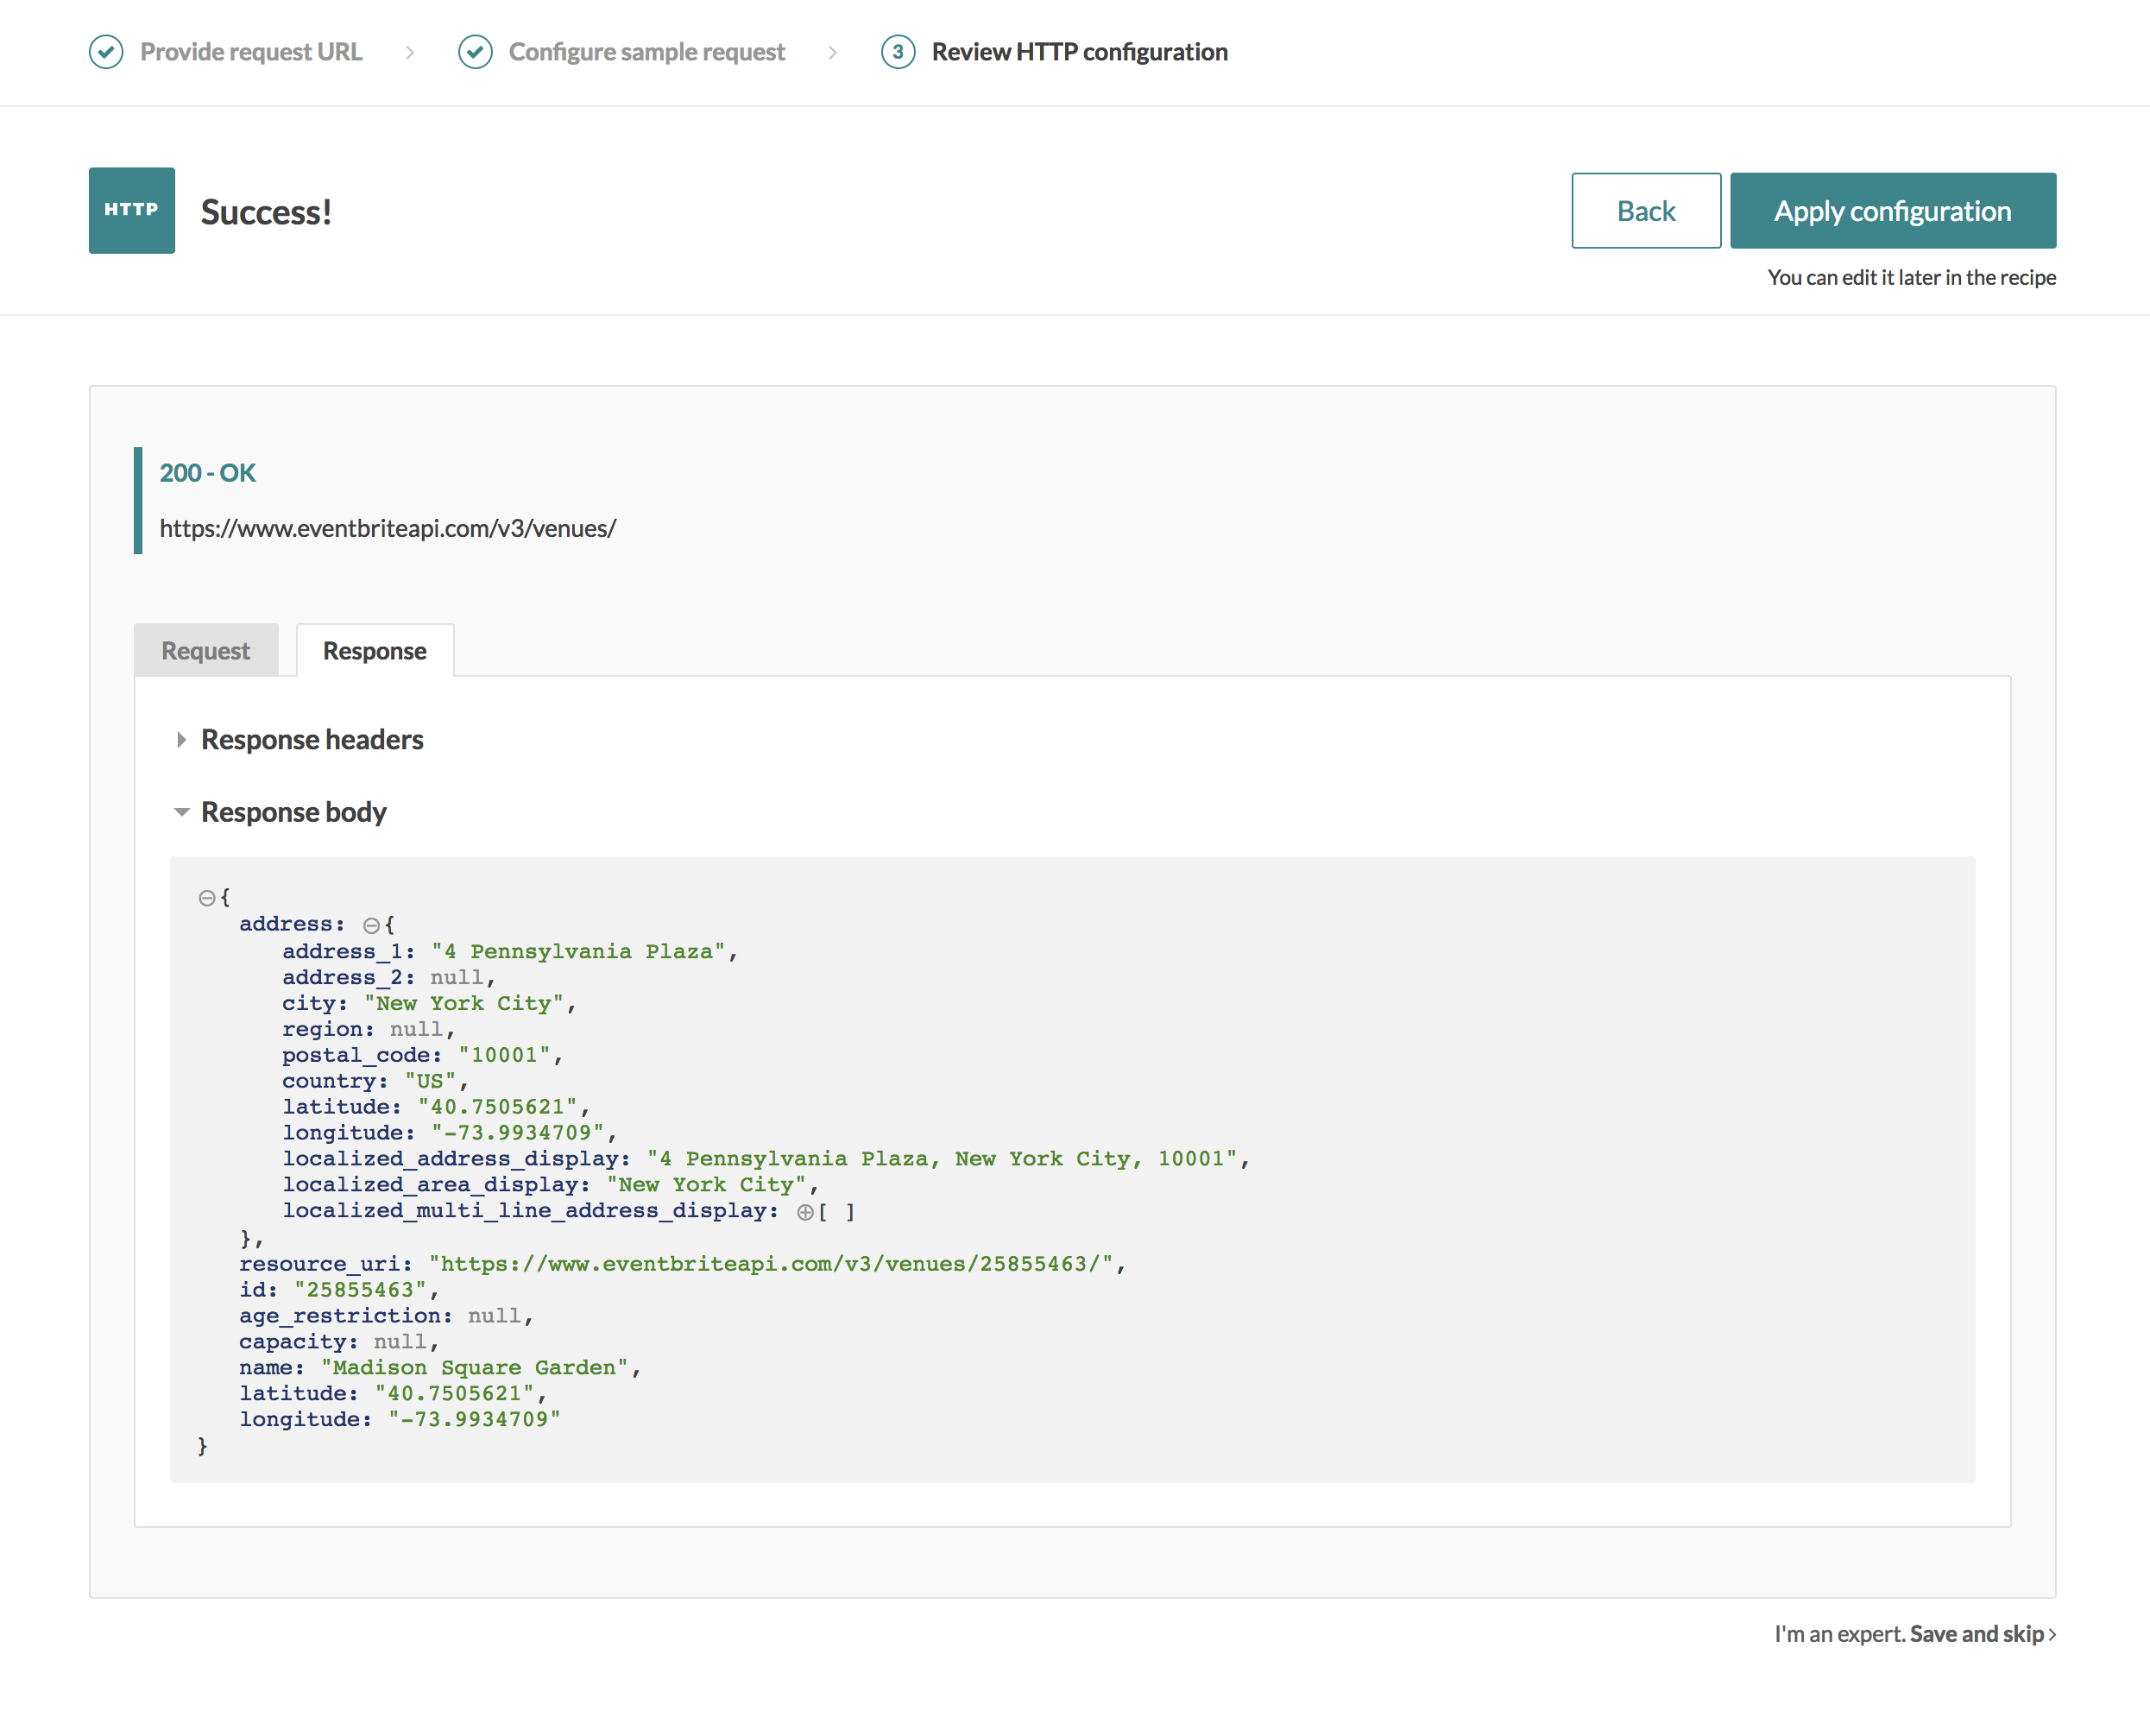 Provide request URL > Configure sample request > 3 Review HTTP configuration
HTTP Success! Back Apply configuration
You can edit it later in the recipe
200 - OK
https://www.eventbriteapi.com/v3/venues/
Request Response
Response headers
Response body
{
address: {
address_1: "4 Pennsylvania Plaza",
address_2: null,
city: "New York City",
region: null,
postal_code: "10001",
country: "US",
latitude: "40.7505621",
longitude: "-73.9934709",
localized_address_display: "4 Pennsylvania Plaza, New York City, 10001",
localized_area_display: "New York City",
localized_multi_line_address_display: [ ]
},
resource_uri: "https://www.eventbriteapi.com/v3/venues/25855463/",
id: "25855463",
age_restriction: null,
capacity: null,
name: "Madison Square Garden",
latitude: "40.7505621",
longitude: "-73.9934709"
}
I'm an expert. Save and skip >